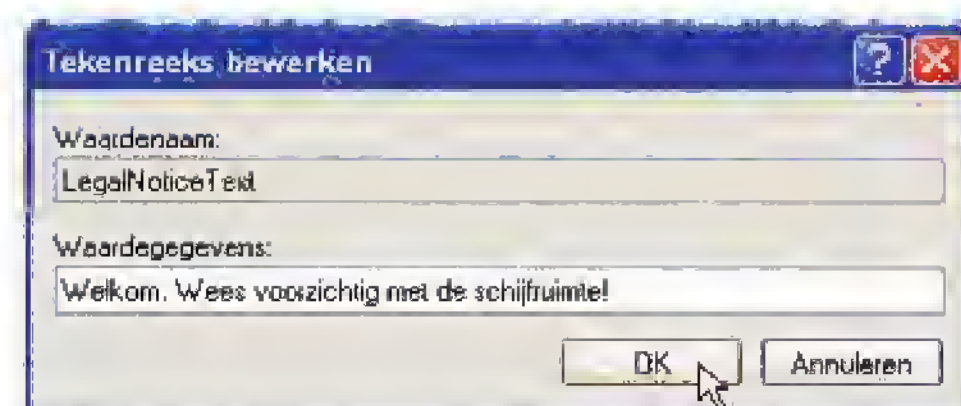 Tekenreeks bewerken
Waardenaam:
LegalNoticeText
Waardegegevens:
Welkom. Wees voorzichtig met de schijfruimte!
OK Annuleren